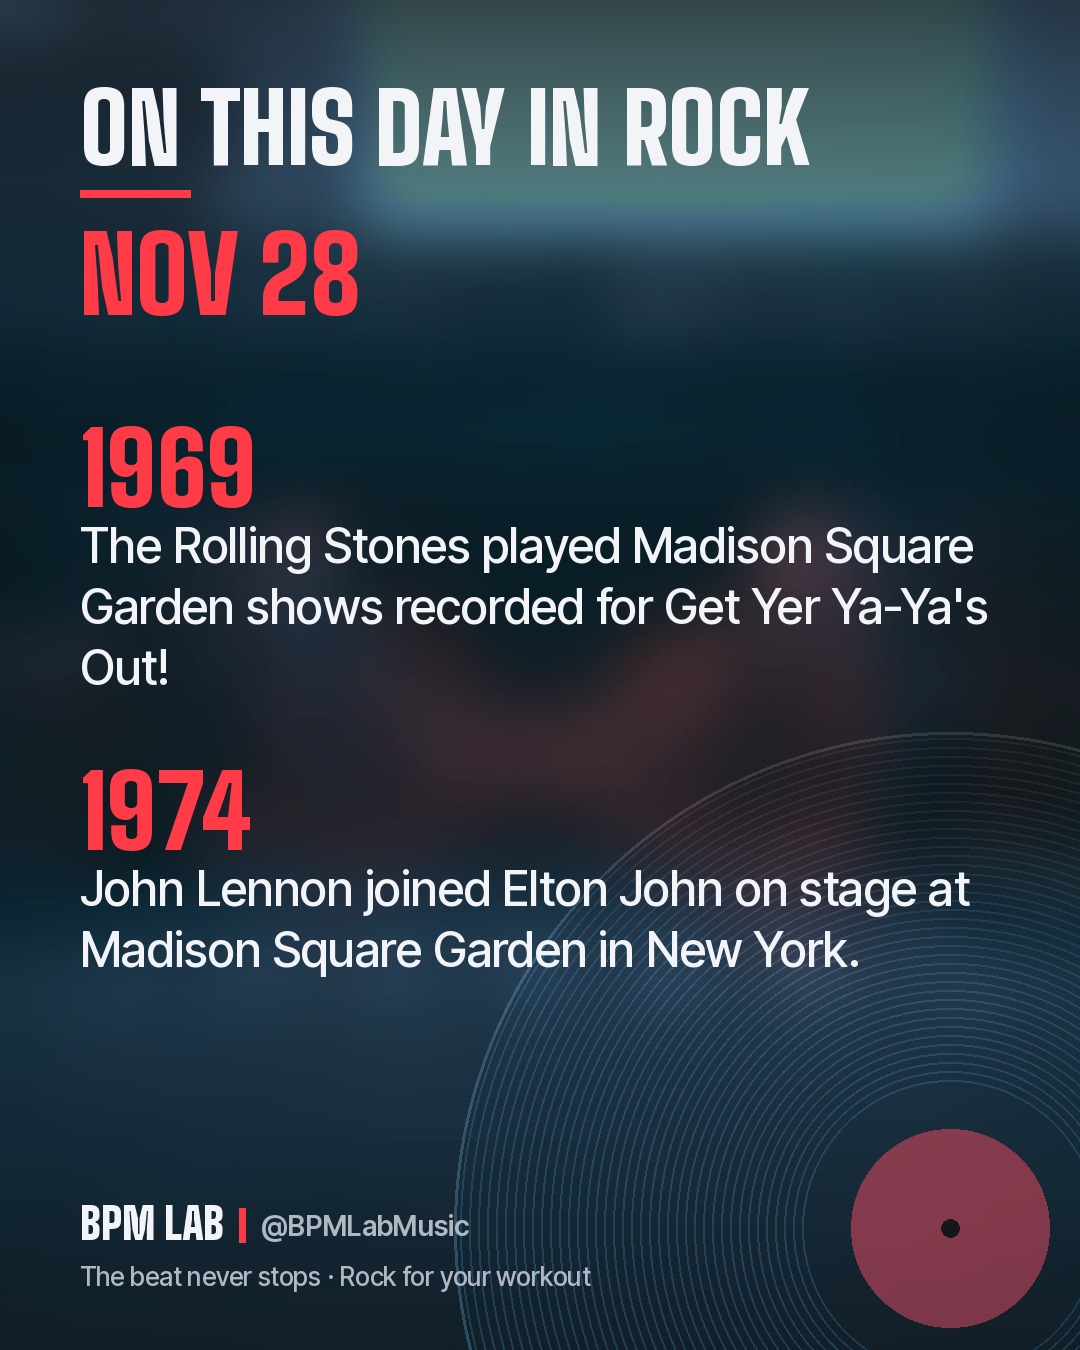 ON THIS DAY IN ROCK
NOV 28
1969
The Rolling Stones played Madison Square
Garden shows recorded for Get Yer Ya-Ya's
Out!
1974
John Lennon joined Elton John on stage at
Madison Square Garden in New York.
BPM LAB | @BPMLabMusic
The beat never stops · Rock for your workout